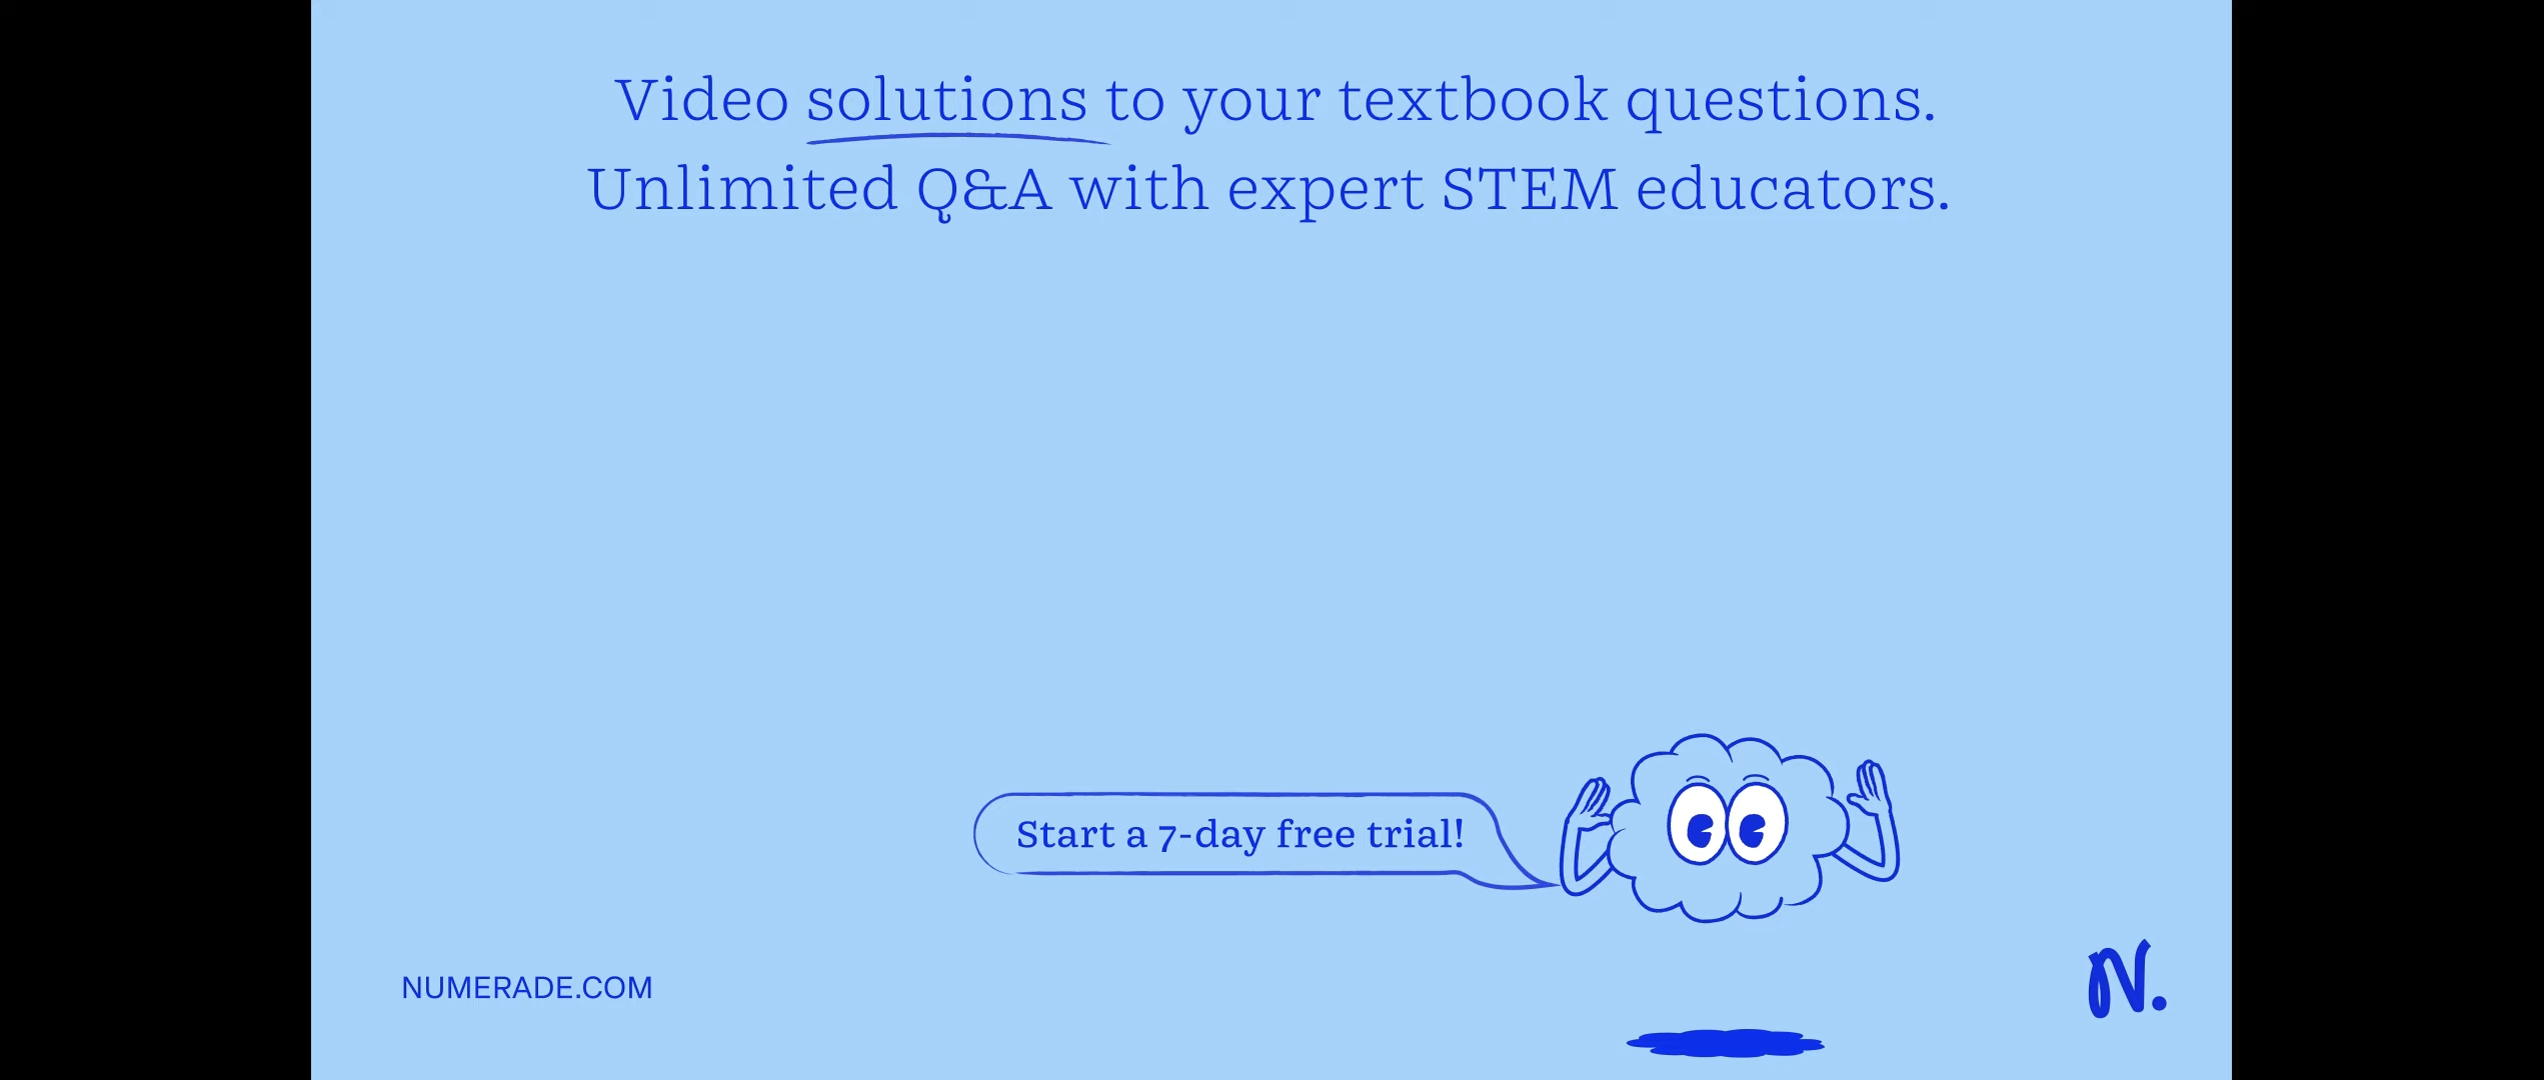 Video solutions to your textbook questions.
Unlimited Q&A with expert STEM educators.
Start a 7-day free trial!
NUMERADE.COM
N.